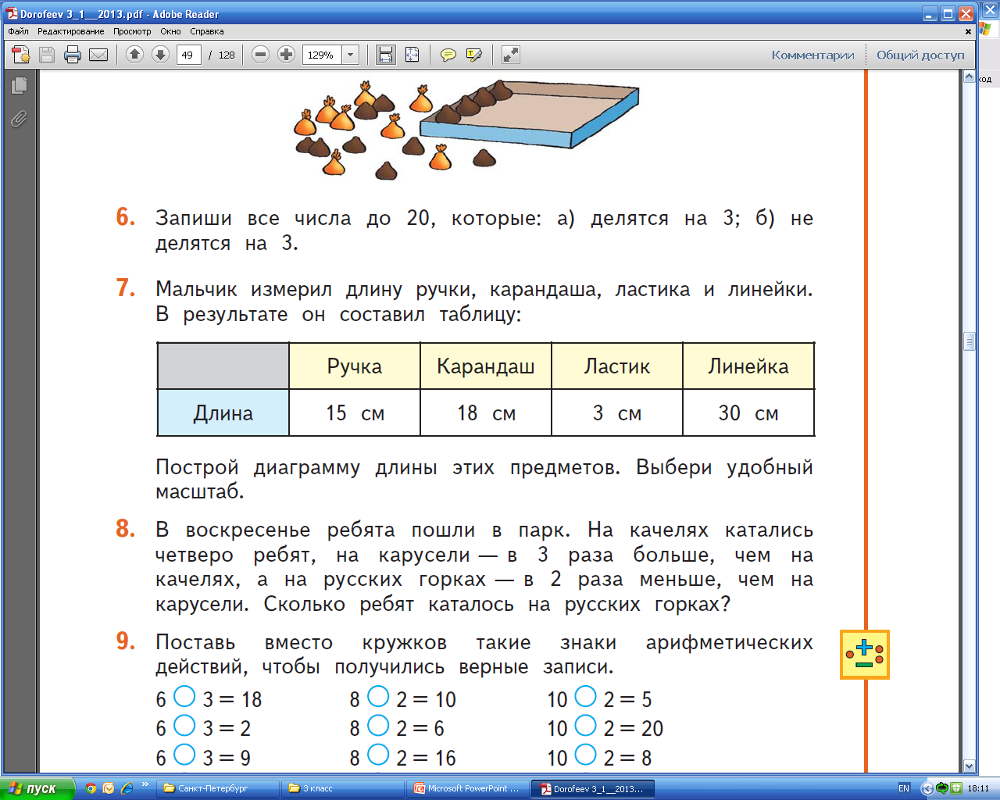 Dorofeev 3_1__2013.pdf - Adobe Reader
Файл Редактирование Просмотр Окно Справка
49 / 128 129% Комментарии Общий доступ
6. Запиши все числа до 20, которые: а) делятся на 3; б) не
делятся на 3.
7. Мальчик измерил длину ручки, карандаша, ластика и линейки.
В результате он составил таблицу:
Ручка Карандаш Ластик Линейка
Длина 15 см 18 см 3 см 30 см
Построй диаграмму длины этих предметов. Выбери удобный
масштаб.
8. В воскресенье ребята пошли в парк. На качелях катались
четверо ребят, на карусели — в 3 раза больше, чем на
качелях, а на русских горках — в 2 раза меньше, чем на
карусели. Сколько ребят каталось на русских горках?
9. Поставь вместо кружков такие знаки арифметических
действий, чтобы получились верные записи.
6 ◯ 3 = 18 8 ◯ 2 = 10 10 ◯ 2 = 5
6 ◯ 3 = 2 8 ◯ 2 = 6 10 ◯ 2 = 20
6 ◯ 3 = 9 8 ◯ 2 = 16 10 ◯ 2 = 8
пуск » Санкт-Петербург 3 класс Microsoft PowerPoint ... Dorofeev 3_1__2013... EN 18:11